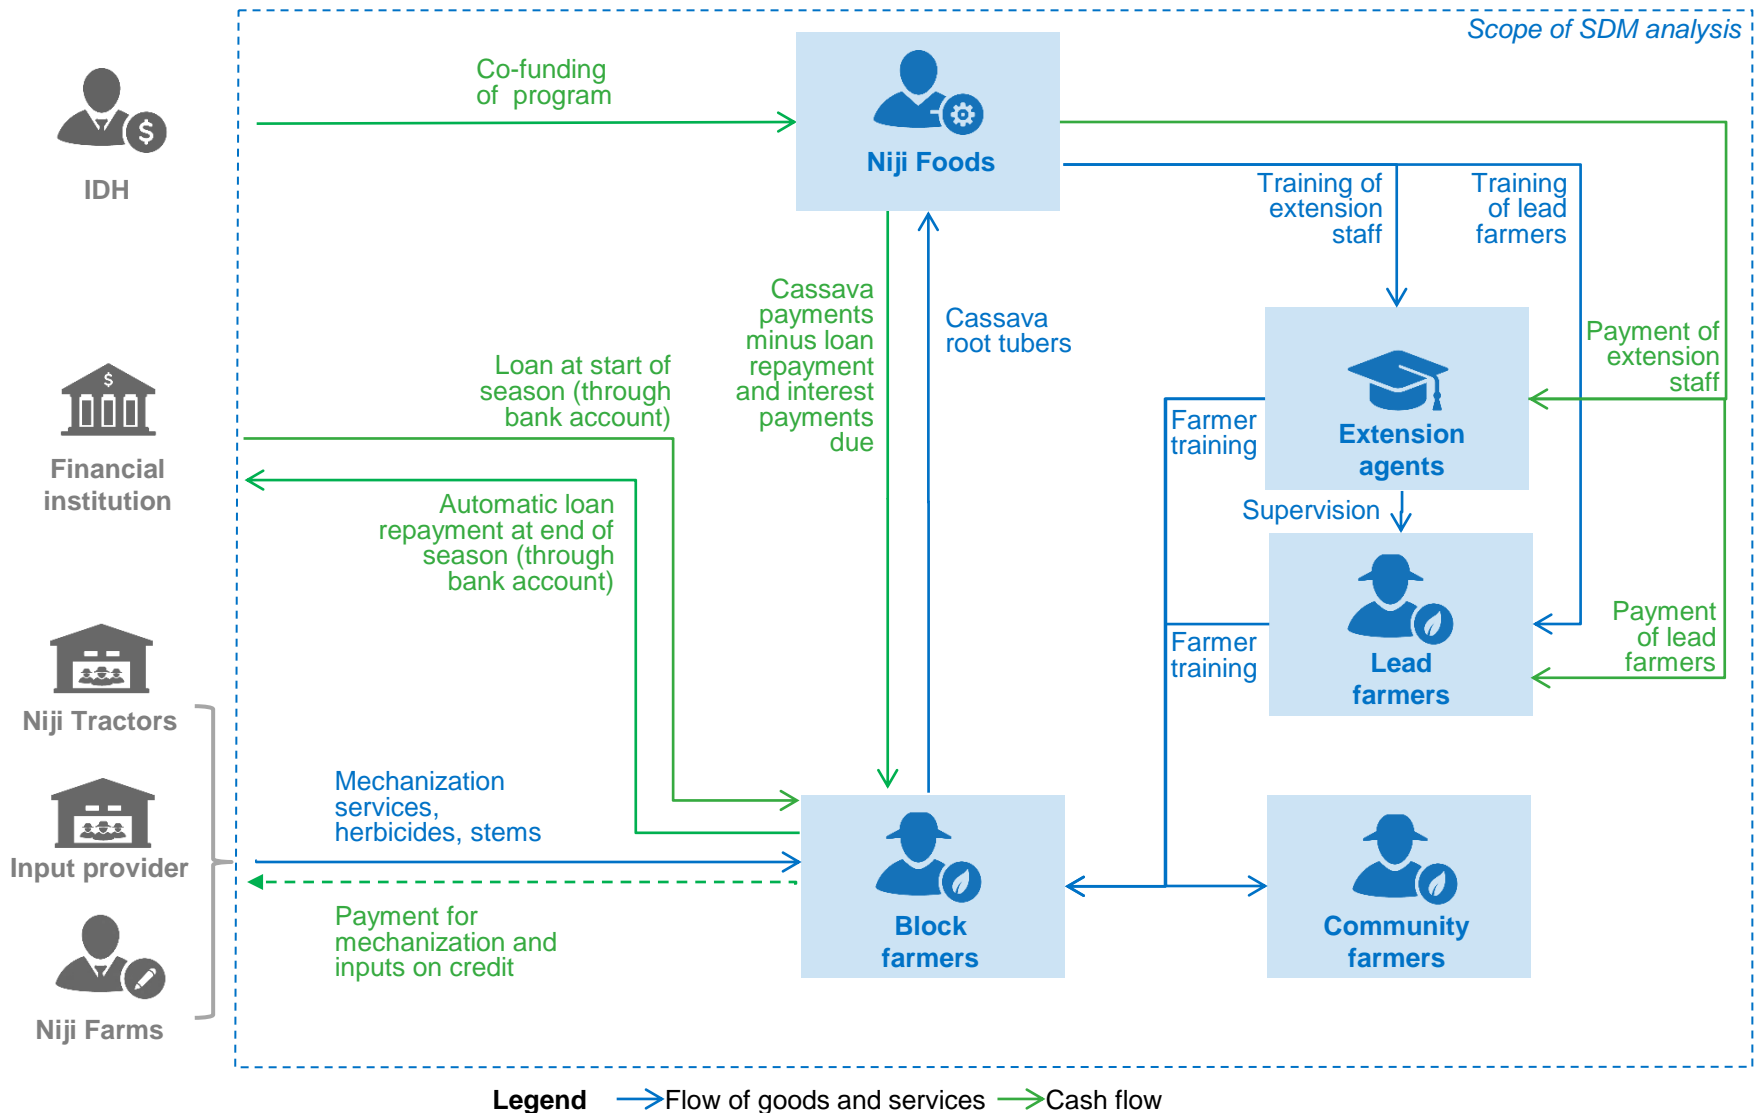 Scope of SDM analysis
Co-funding
of program
$
IDH
Niji Foods
Training of
extension
staff
Training
of lead
farmers
Cassava
payments
minus loan
repayment
and interest
payments
due
Cassava
root tubers
Payment of
extension
staff
Loan at start of
season (through
bank account)
$
Financial
institution
Farmer
training
Extension
agents
Automatic loan
repayment at end of
season (through
bank account)
Supervision
Niji Tractors
Farmer
training
Lead
farmers
Payment
of lead
farmers
Mechanization
services,
herbicides, stems
Input provider
Payment for
mechanization and
inputs on credit
Block
farmers
Community
farmers
Niji Farms
Legend Flow of goods and services Cash flow